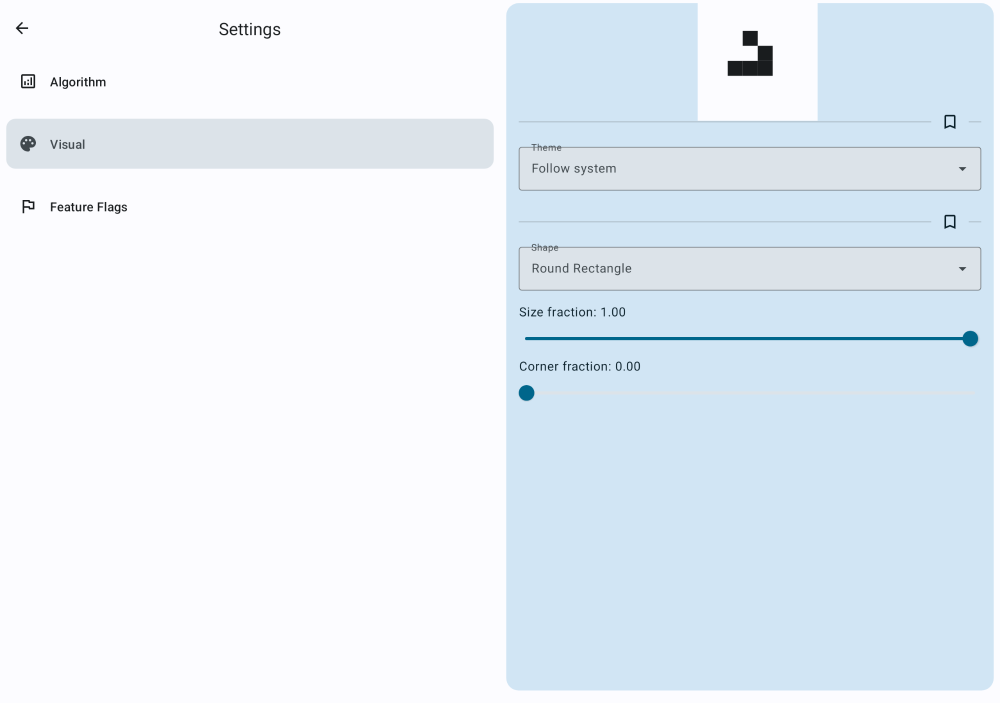 Settings
Algorithm
Visual
Feature Flags
Theme
Follow system
Shape
Round Rectangle
Size fraction: 1.00
Corner fraction: 0.00